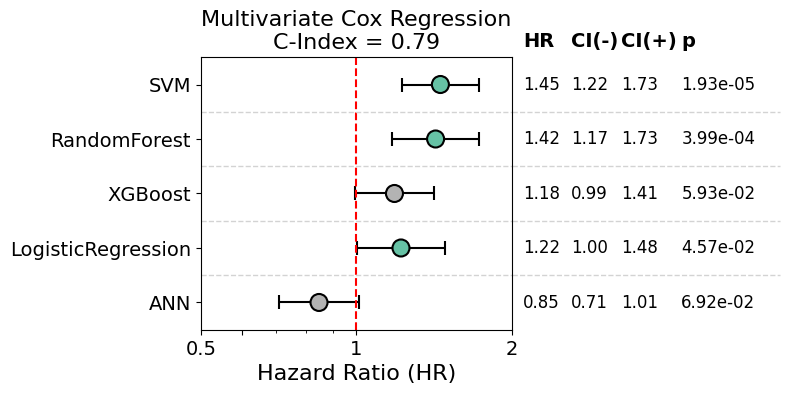 Multivariate Cox Regression
C-Index = 0.79
HR CI(-) CI(+) p
SVM 1.45 1.22 1.73 1.93e-05
RandomForest 1.42 1.17 1.73 3.99e-04
XGBoost 1.18 0.99 1.41 5.93e-02
LogisticRegression 1.22 1.00 1.48 4.57e-02
ANN 0.85 0.71 1.01 6.92e-02
0.5 1 2
Hazard Ratio (HR)